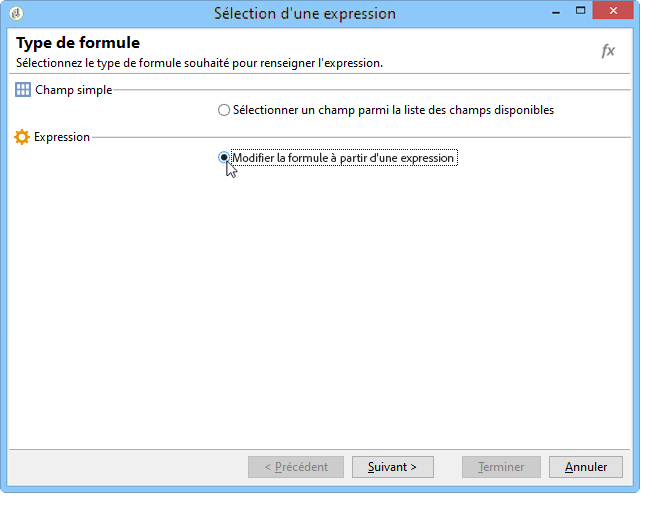 Sélection d'une expression
Type de formule
Sélectionnez le type de formule souhaité pour renseigner l'expression.
fx
Champ simple
Sélectionner un champ parmi la liste des champs disponibles
Expression
Modifier la formule à partir d'une expression
< Précédent
Suivant >
Terminer
Annuler